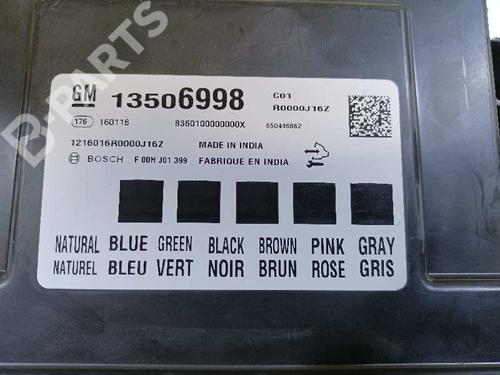 B-PARTS
GM 13506998 C01
R0000J16Z
176 160116 8360100000000X 650446862
1216016R0000J16Z MADE IN INDIA
BOSCH F 00H J01 399 FABRIQUE EN INDIA
NATURAL BLUE GREEN BLACK BROWN PINK GRAY
NATUREL BLEU VERT NOIR BRUN ROSE GRIS